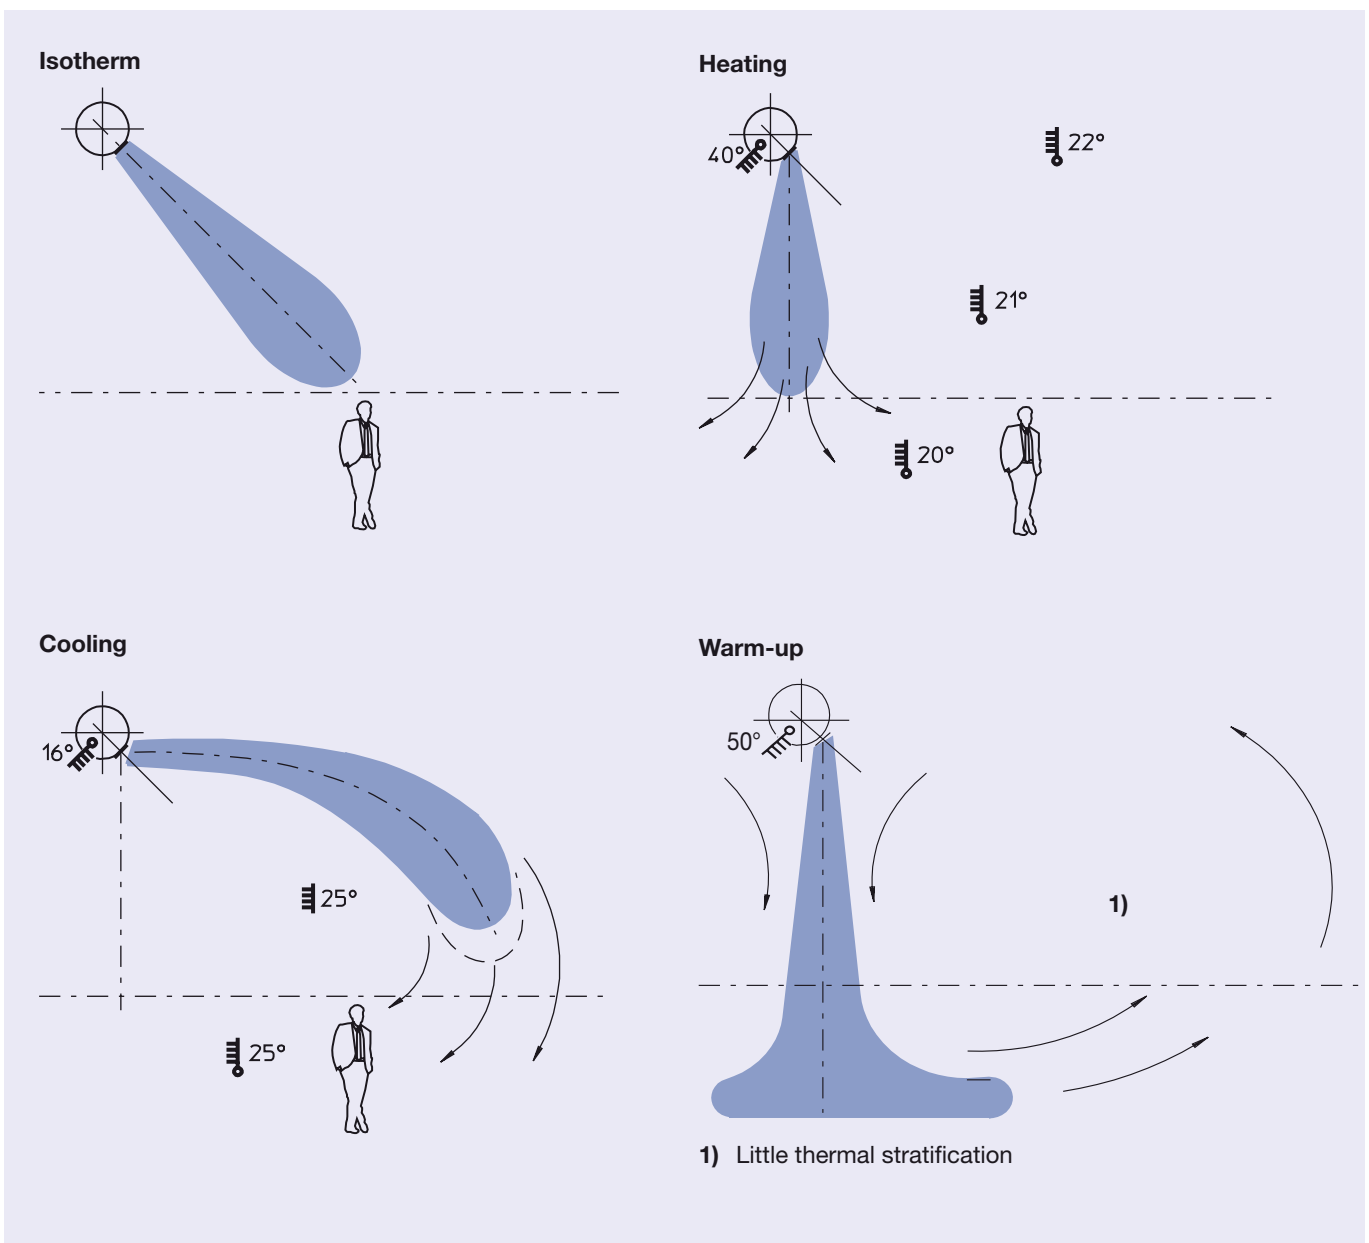 Isotherm
Heating
40°
22°
21°
20°
Cooling
16°
25°
25°
Warm-up
50°
1)
1) Little thermal stratification